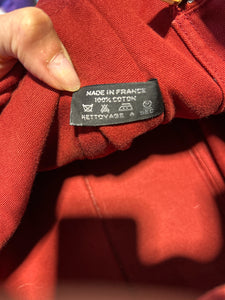 MADE IN FRANCE
100% COTON
NETTOYAGE A SEC